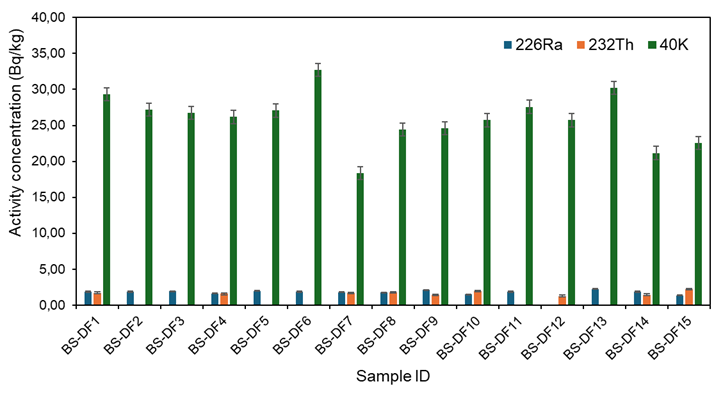 Activity concentration (Bq/kg)
40,00
35,00
30,00
25,00
20,00
15,00
10,00
5,00
0,00
226Ra 232Th 40K
BS-DF1 BS-DF2 BS-DF3 BS-DF4 BS-DF5 BS-DF6 BS-DF7 BS-DF8 BS-DF9 BS-DF10 BS-DF11 BS-DF12 BS-DF13 BS-DF14 BS-DF15
Sample ID